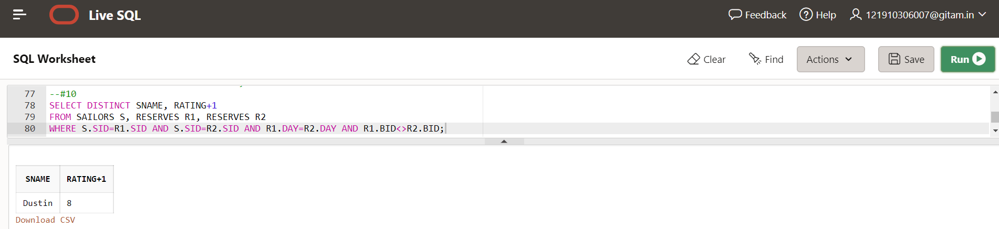 Live SQL
Feedback
Help
121910306007@gitam.in
SQL Worksheet
Clear
Find
Actions
Save
Run
77 --#10
78 SELECT DISTINCT SNAME, RATING+1
79 FROM SAILORS S, RESERVES R1, RESERVES R2
80 WHERE S.SID=R1.SID AND S.SID=R2.SID AND R1.DAY=R2.DAY AND R1.BID<>R2.BID;
SNAME RATING+1
Dustin 8
Download CSV